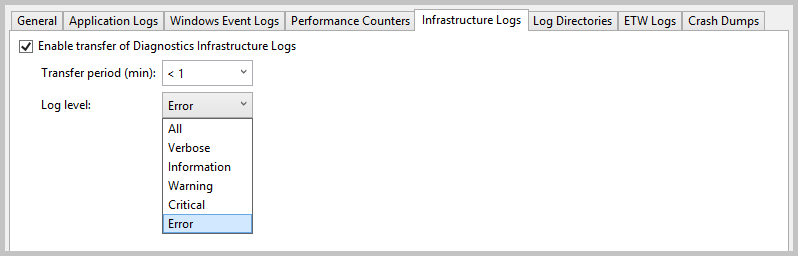 General Application Logs Windows Event Logs Performance Counters Infrastructure Logs Log Directories ETW Logs Crash Dumps
Enable transfer of Diagnostics Infrastructure Logs
Transfer period (min): < 1
Log level: Error
All
Verbose
Information
Warning
Critical
Error